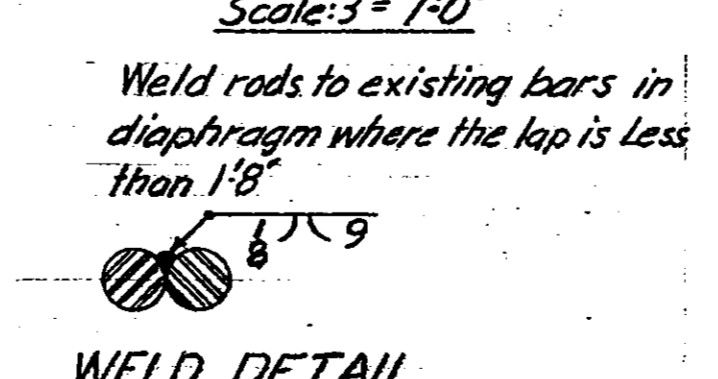 Scale: 3" = 1'-0"
Weld rods to existing bars in
diaphragm where the lap is Less
than 1'-8"
1/8 9
WELD DETAIL